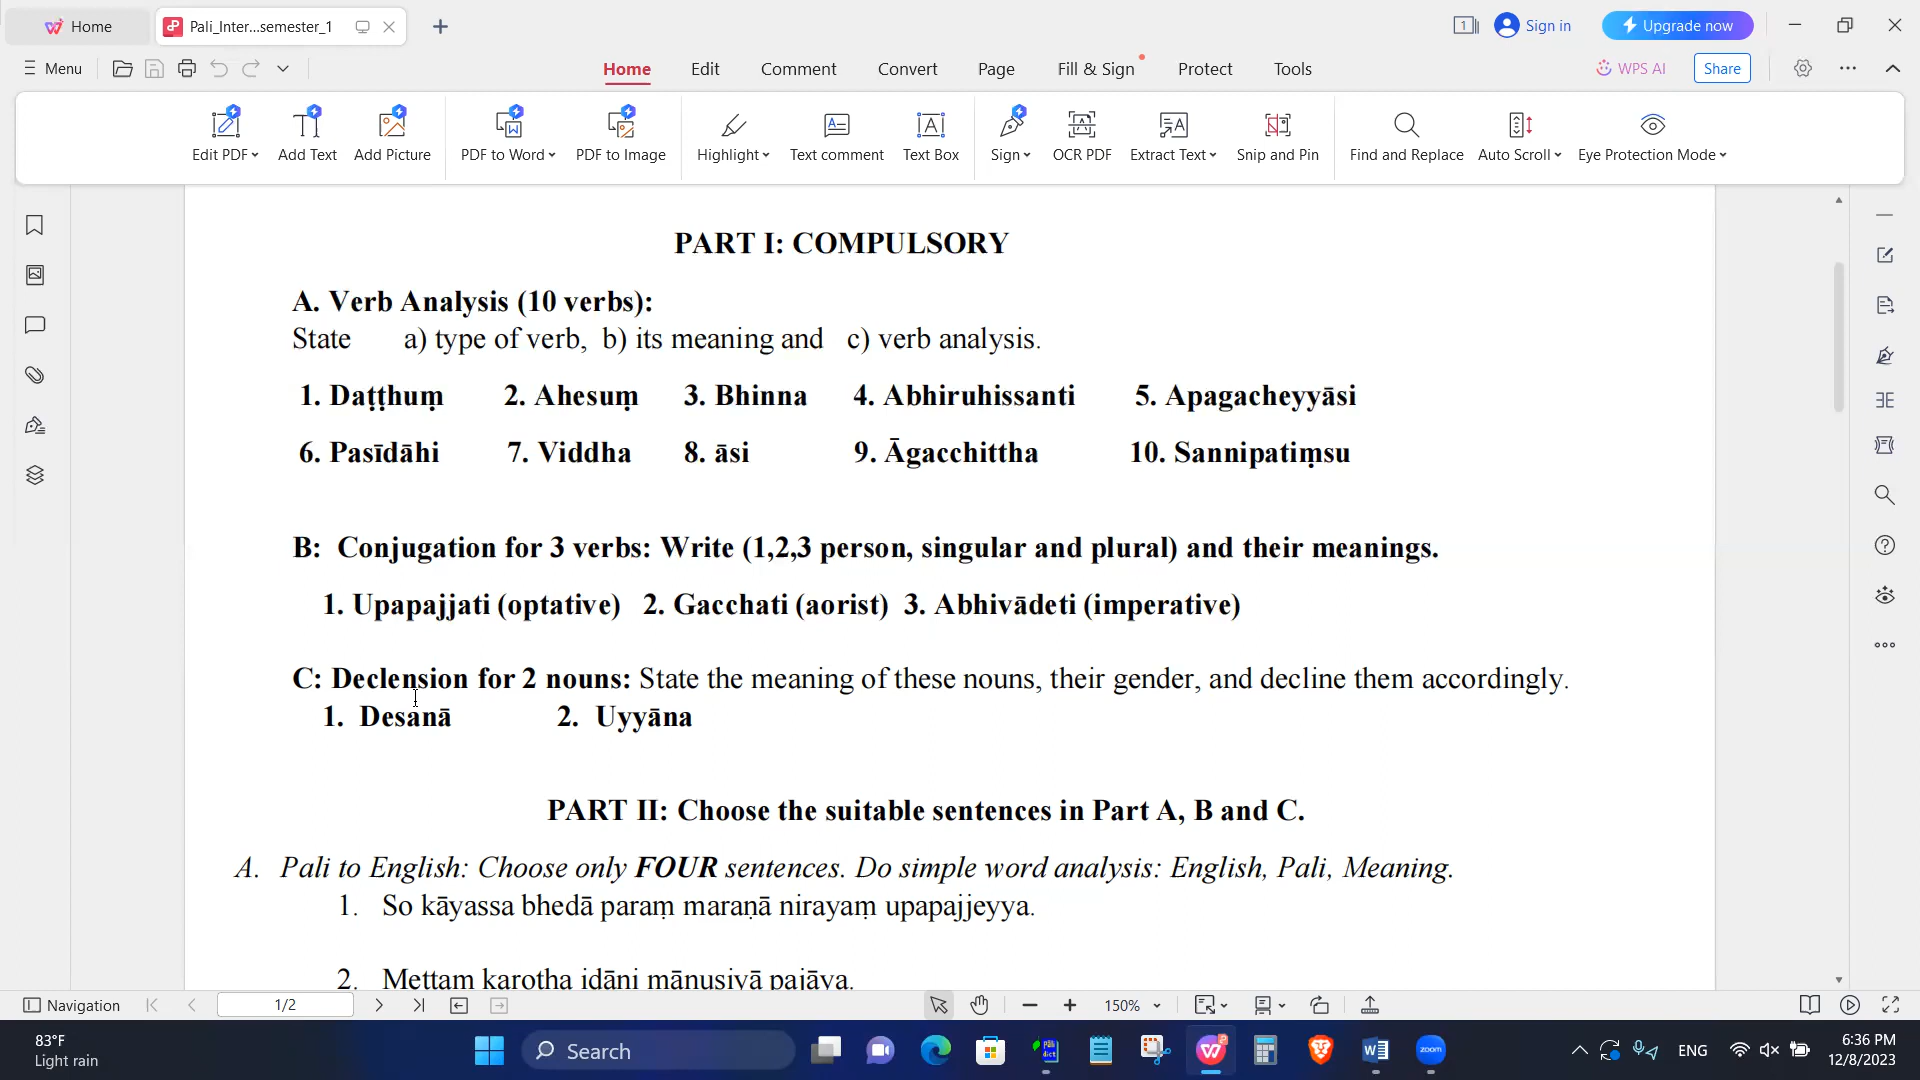 Home
Pali_Inter...semester_1
1
Sign in
Upgrade now
Menu
Home Edit Comment Convert Page Fill & Sign Protect Tools
WPS AI
Share
Edit PDF Add Text Add Picture PDF to Word PDF to Image Highlight Text comment Text Box Sign OCR PDF Extract Text Snip and Pin Find and Replace Auto Scroll Eye Protection Mode
PART I: COMPULSORY
A. Verb Analysis (10 verbs):
State a) type of verb, b) its meaning and c) verb analysis.
1. Daṭṭhuṃ 2. Ahesuṃ 3. Bhinna 4. Abhiruhissanti 5. Apagacheyyāsi
6. Pasīdāhi 7. Viddha 8. āsi 9. Āgacchittha 10. Sannipatiṃsu
B: Conjugation for 3 verbs: Write (1,2,3 person, singular and plural) and their meanings.
1. Upapajjati (optative) 2. Gacchati (aorist) 3. Abhivādeti (imperative)
C: Declension for 2 nouns: State the meaning of these nouns, their gender, and decline them accordingly.
1. Desanā 2. Uyyāna
PART II: Choose the suitable sentences in Part A, B and C.
A. Pali to English: Choose only FOUR sentences. Do simple word analysis: English, Pali, Meaning.
1. So kāyassa bhedā paraṃ maraṇā nirayaṃ upapajjeyya.
2. Mettam karotha idāni mānusiyā pajāya.
Navigation
1/2
150%
83°F
Light rain
Search
Pāli dict
zoom
ENG
6:36 PM
12/8/2023